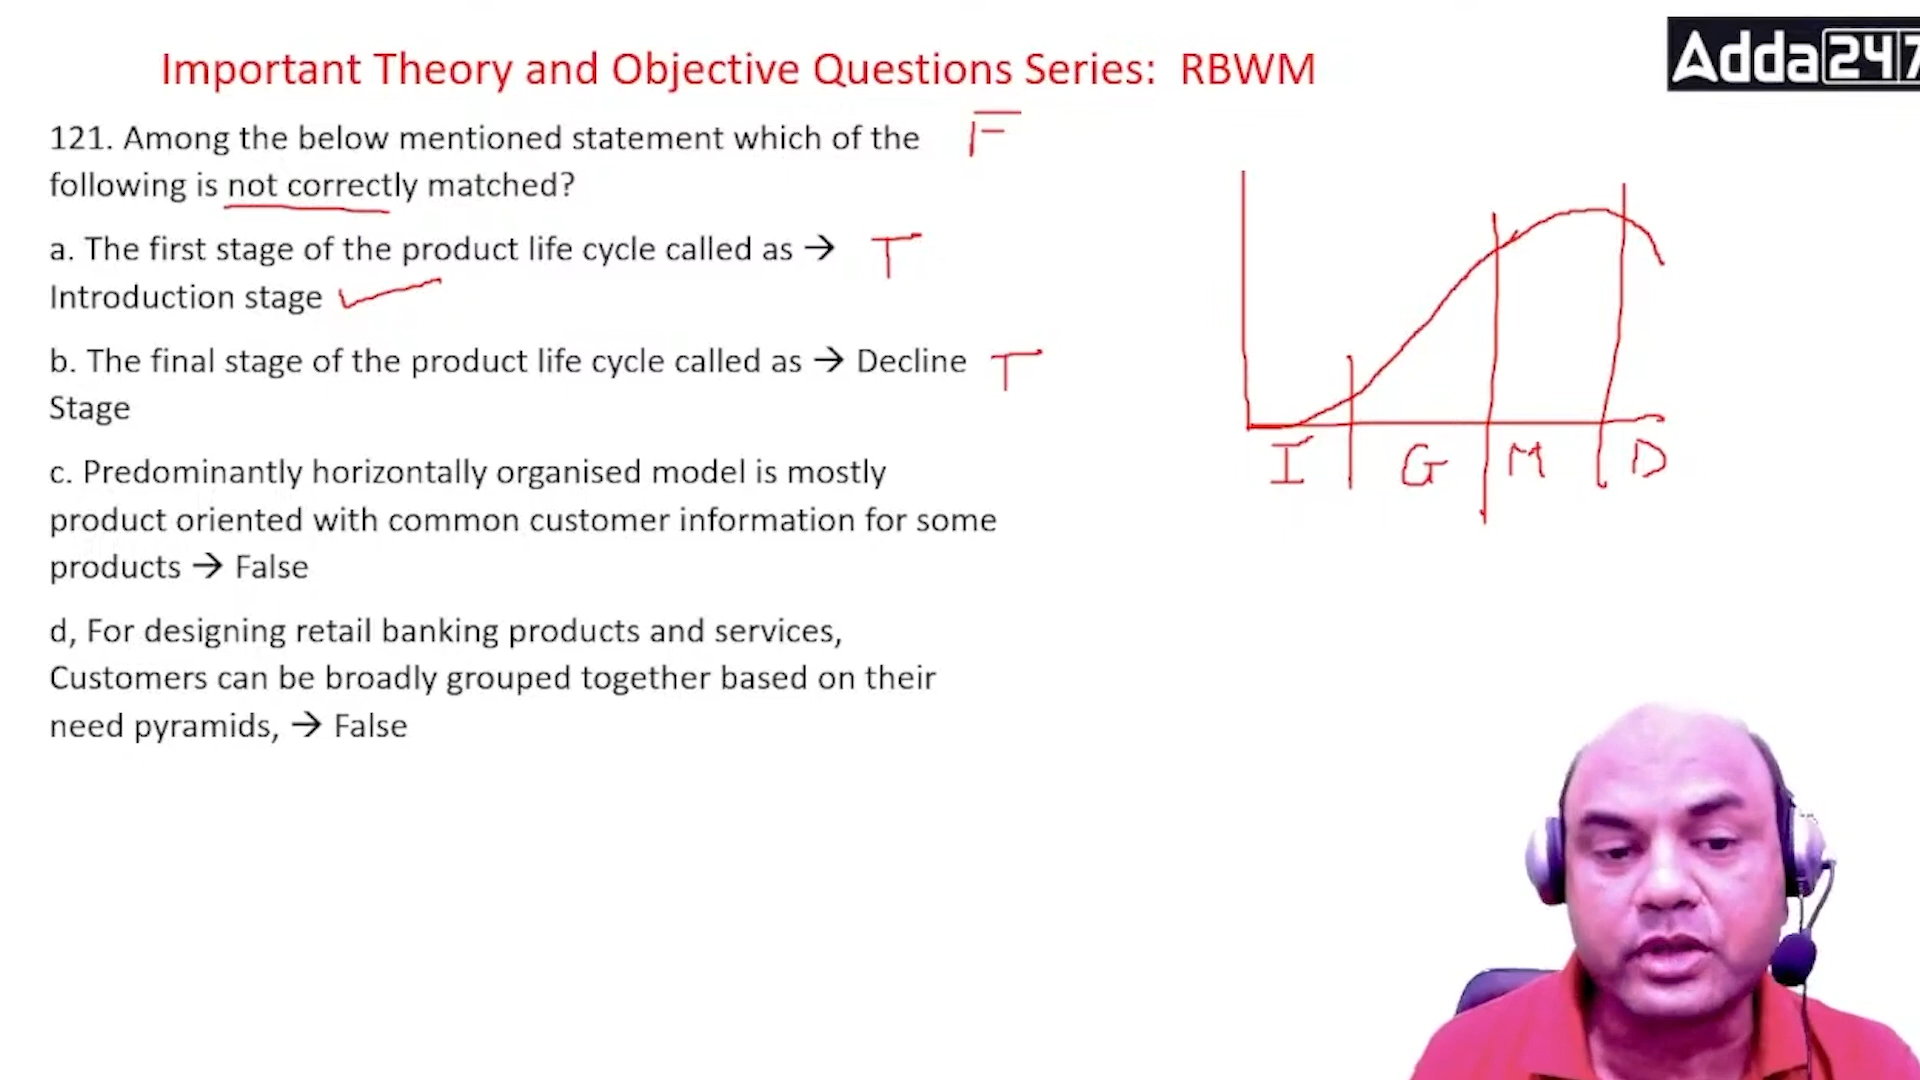 Important Theory and Objective Questions Series: RBWM
Adda247
121. Among the below mentioned statement which of the F
following is not correctly matched?
a. The first stage of the product life cycle called as → T
Introduction stage
b. The final stage of the product life cycle called as → Decline T
Stage
c. Predominantly horizontally organised model is mostly
product oriented with common customer information for some
products → False
d, For designing retail banking products and services,
Customers can be broadly grouped together based on their
need pyramids, → False
I G M D